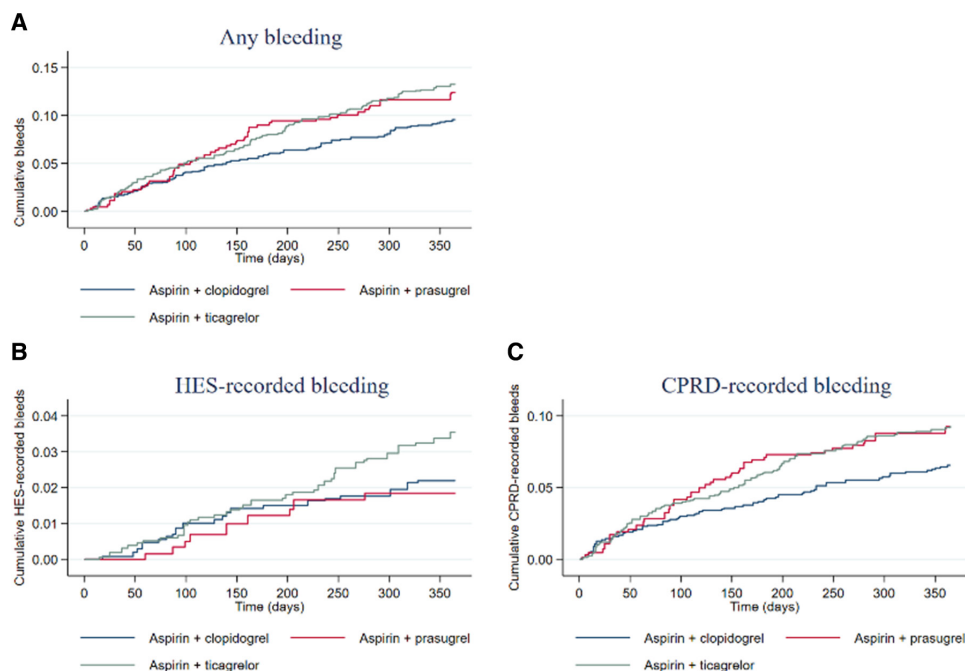 A
Any bleeding
Cumulative bleeds
0.15
0.10
0.05
0.00
0 50 100 150 200 250 300 350
Time (days)
Aspirin + clopidogrel Aspirin + prasugrel
Aspirin + ticagrelor
B
HES-recorded bleeding
Cumulative HES-recorded bleeds
0.04
0.03
0.02
0.01
0.00
0 50 100 150 200 250 300 350
Time (days)
Aspirin + clopidogrel Aspirin + prasugrel
Aspirin + ticagrelor
C
CPRD-recorded bleeding
Cumulative CPRD-recorded bleeds
0.10
0.05
0.00
0 50 100 150 200 250 300 350
Time (days)
Aspirin + clopidogrel Aspirin + prasugrel
Aspirin + ticagrelor